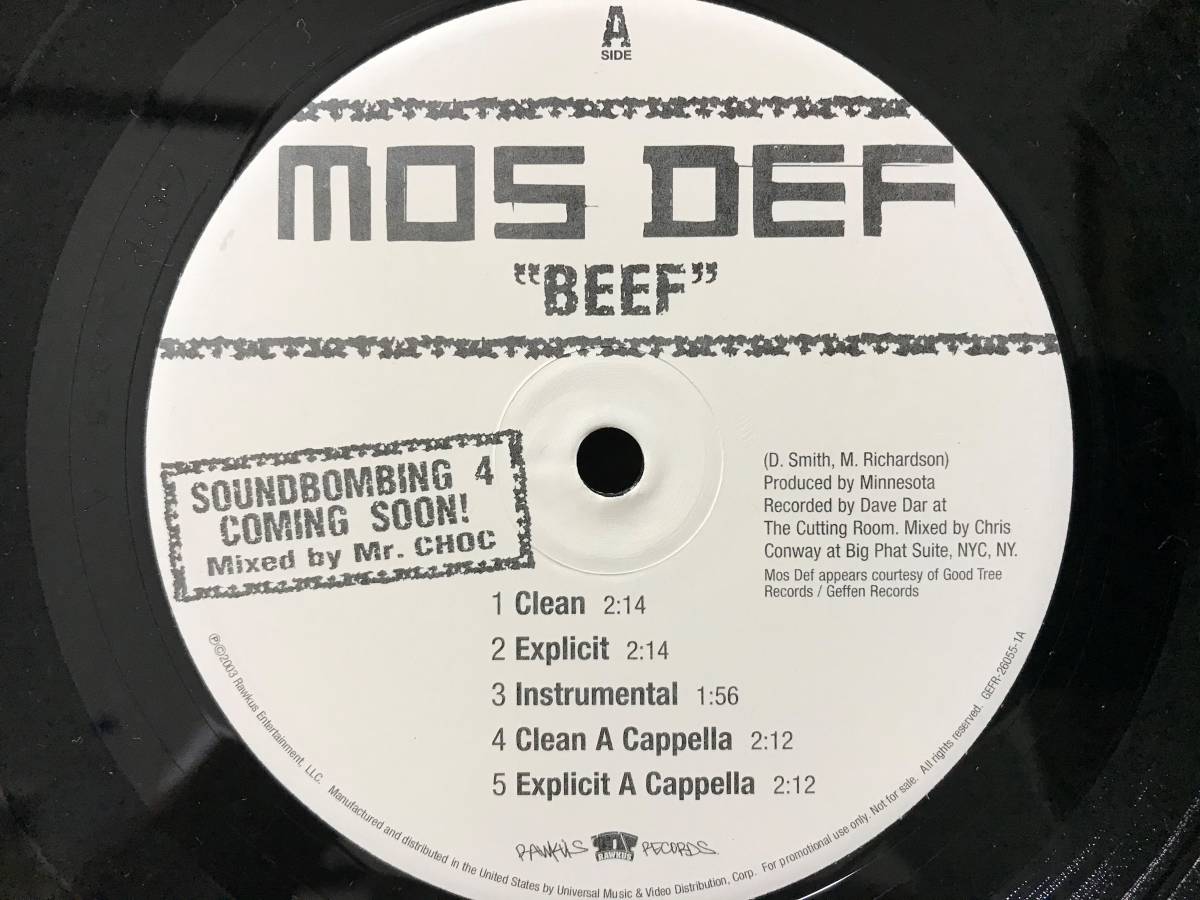 A
SIDE
MOS DEF
"BEEF"
SOUNDBOMBING 4
COMING SOON!
Mixed by Mr. CHOC
(D. Smith, M. Richardson)
Produced by Minnesota
Recorded by Dave Dar at
The Cutting Room. Mixed by Chris
Conway at Big Phat Suite, NYC, NY.
Mos Def appears courtesy of Good Tree
Records / Geffen Records
1 Clean 2:14
2 Explicit 2:14
3 Instrumental 1:56
4 Clean A Cappella 2:12
5 Explicit A Cappella 2:12
RAWKUS RAWKUS RECORDS
℗©2003 Rawkus Entertainment, LLC. Manufactured and distributed in the United States by Universal Music & Video Distribution, Corp. For promotional use only. Not for sale. All rights reserved. GEFR-26055-1A